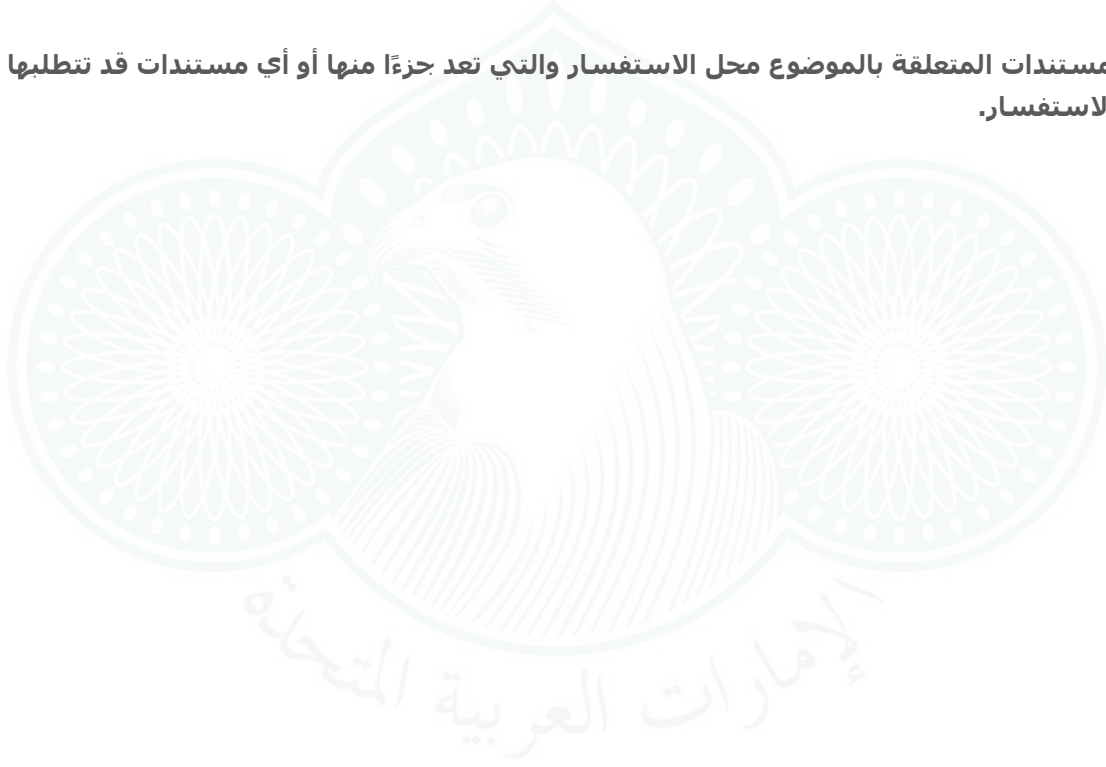 مستندات المتعلقة بالموضوع محل الاستفسار والتي تعد جزءًا منها أو أي مستندات قد تتطلبها
لاستفسار.
الإمارات العربية المتحدة